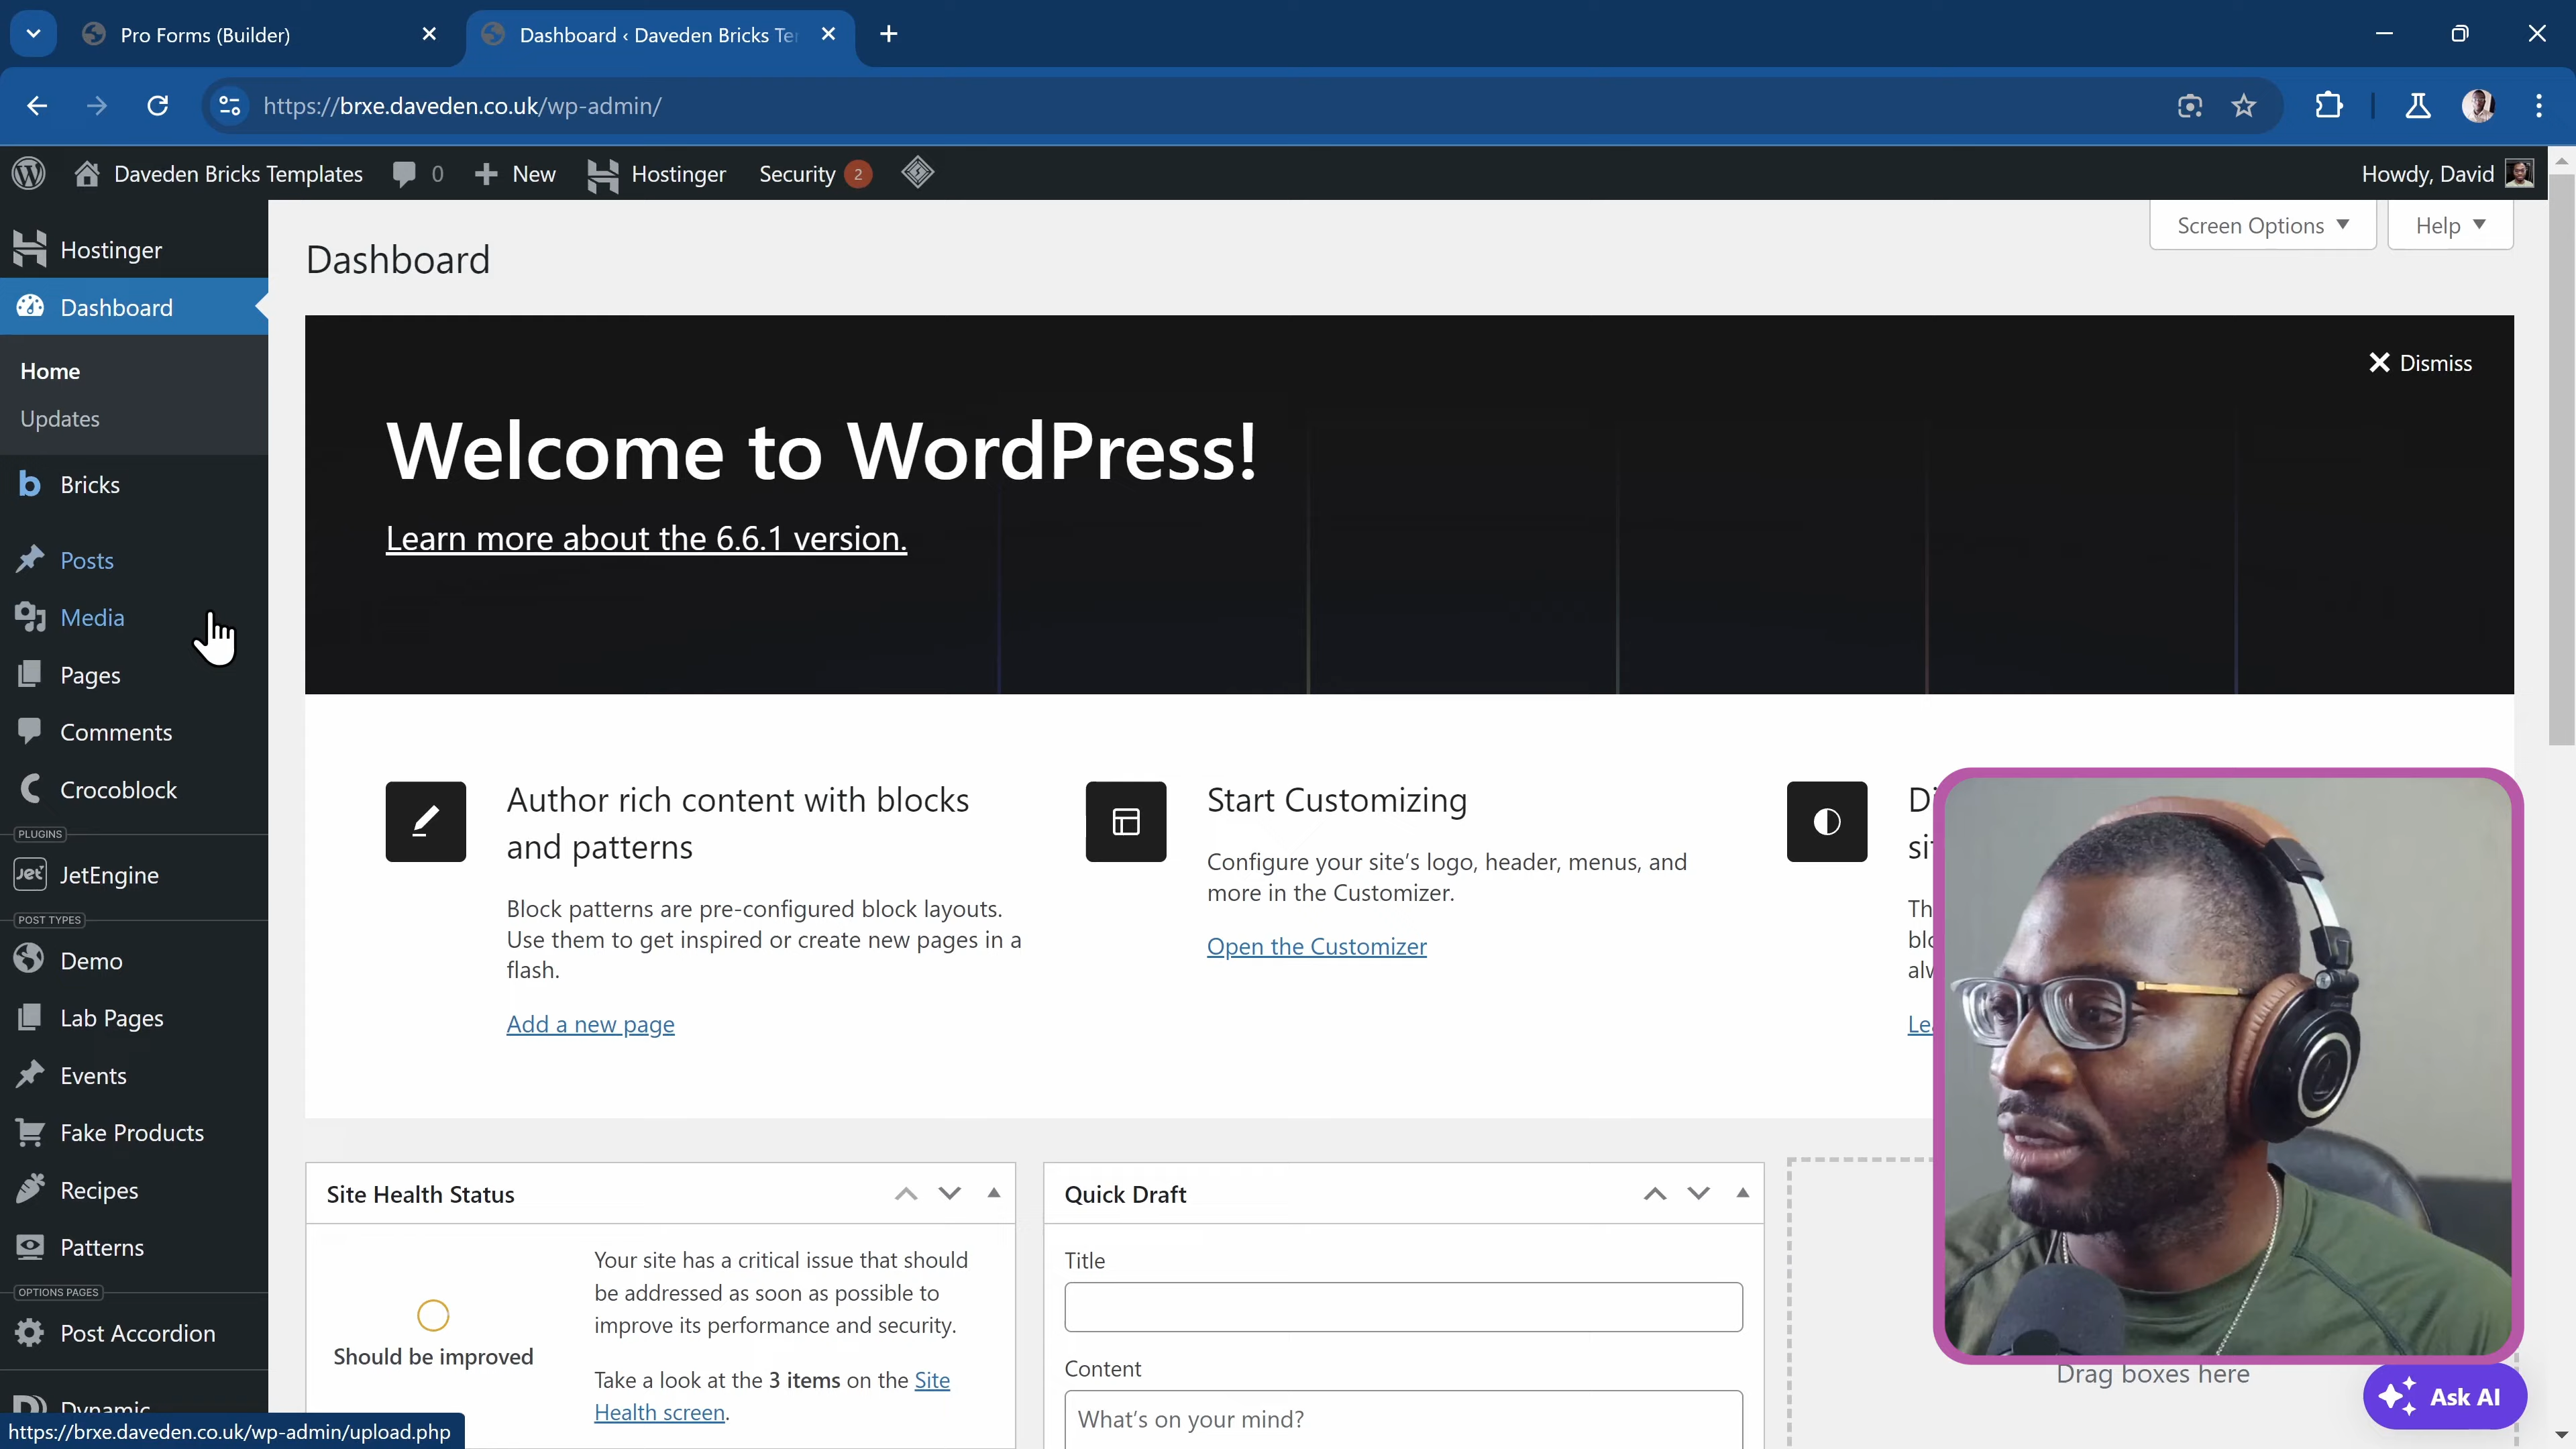 Pro Forms (Builder)
Dashboard ‹ Daveden Bricks Te
https://brxe.daveden.co.uk/wp-admin/
Daveden Bricks Templates
0
New
Hostinger
Security 2
Howdy, David
Hostinger
Dashboard
Home
Updates
Bricks
Posts
Media
Pages
Comments
Crocoblock
PLUGINS
Jet
JetEngine
POST TYPES
Demo
Lab Pages
Events
Fake Products
Recipes
Patterns
OPTIONS PAGES
Post Accordion
Dynamic
https://brxe.daveden.co.uk/wp-admin/upload.php
Dashboard
Screen Options
Help
Dismiss
Welcome to WordPress!
Learn more about the 6.6.1 version.
Author rich content with blocks
and patterns
Block patterns are pre-configured block layouts.
Use them to get inspired or create new pages in a
flash.
Add a new page
Start Customizing
Configure your site's logo, header, menus, and
more in the Customizer.
Open the Customizer
Site Health Status
Should be improved
Your site has a critical issue that should
be addressed as soon as possible to
improve its performance and security.
Take a look at the 3 items on the Site
Health screen.
Quick Draft
Title
Content
What's on your mind?
Drag boxes here
Ask AI